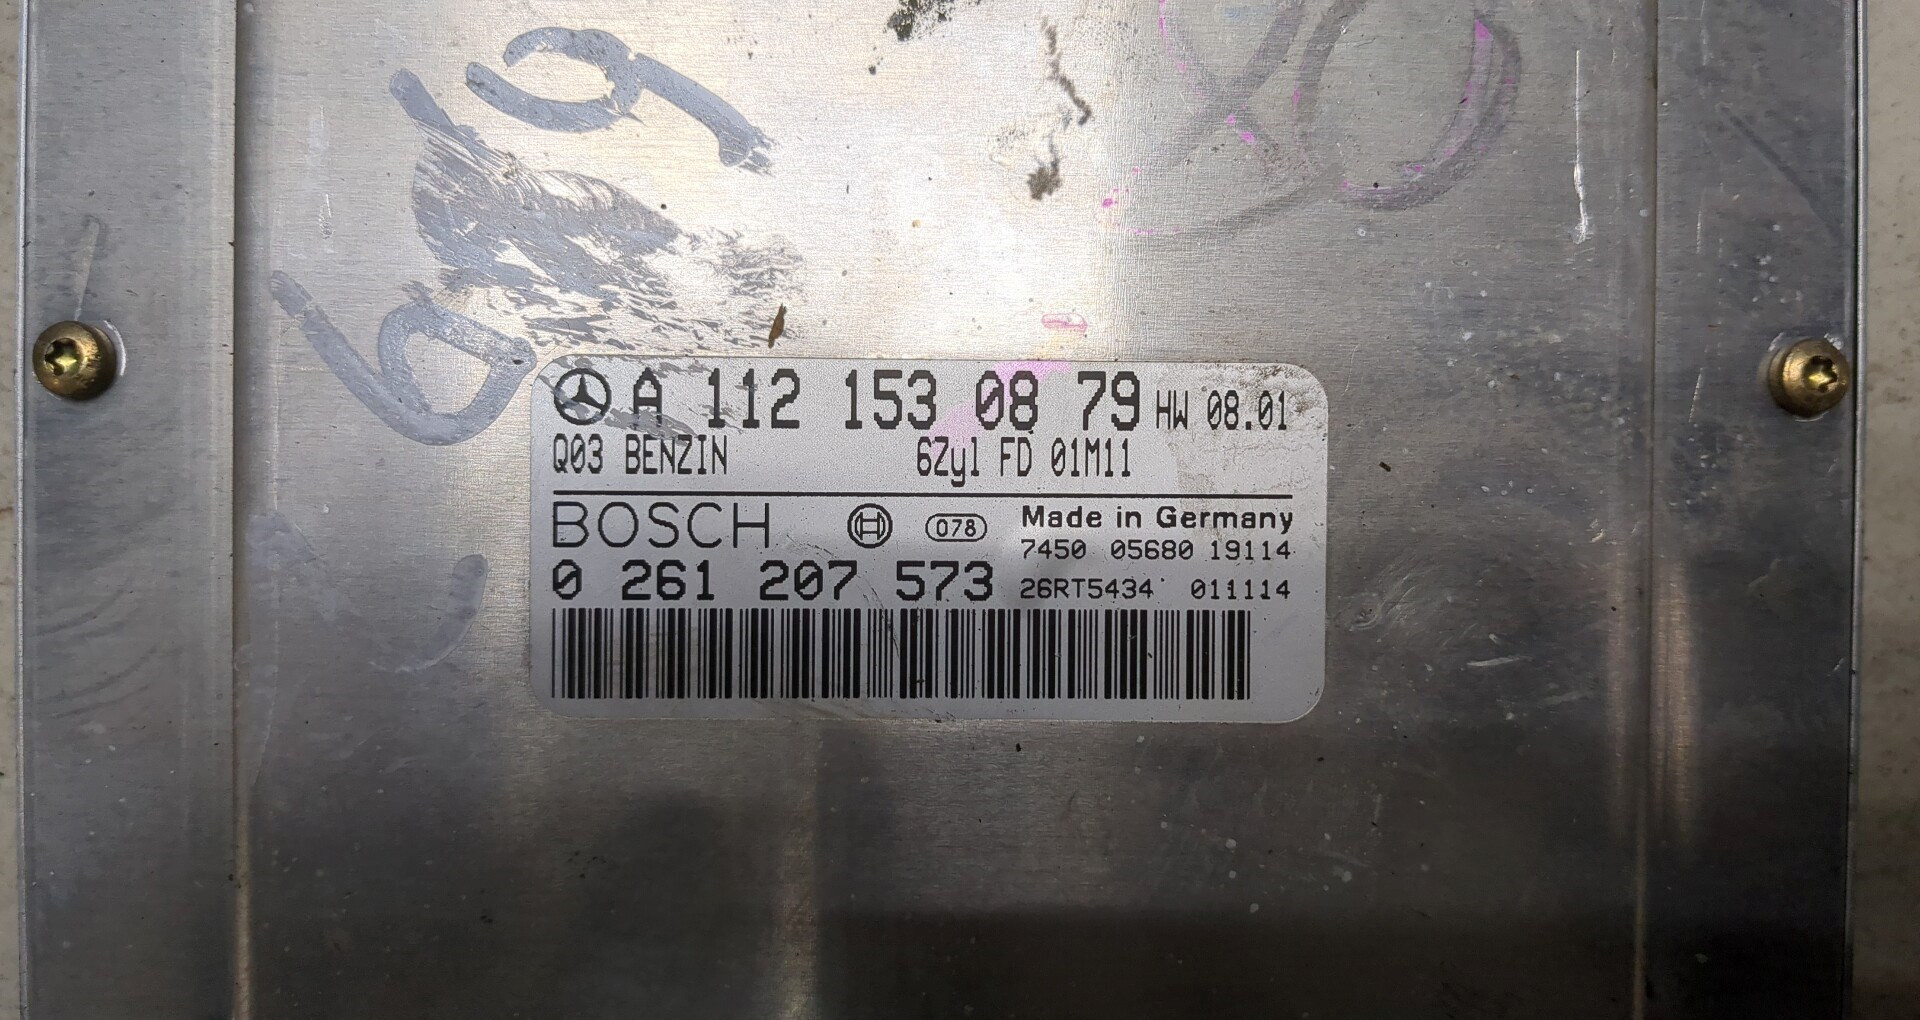 A 112 153 08 79 HW 08.01
Q03 BENZIN 6Zyl FD 01M11
BOSCH 078 Made in Germany
7450 05680 19114
0 261 207 573 26RT5434 011114